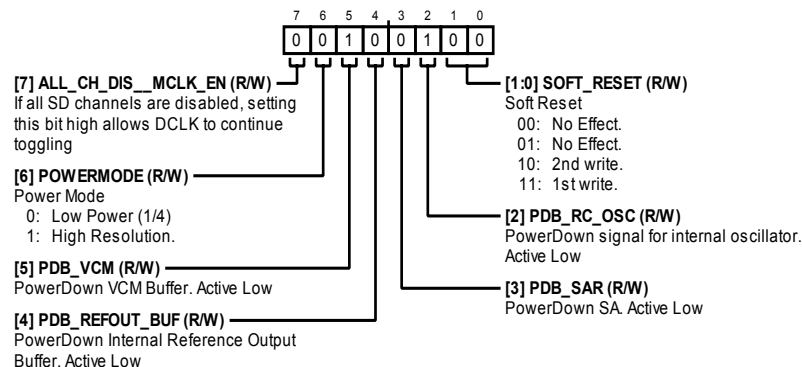 7 6 5 4 3 2 1 0
0 0 1 0 0 1 0 0
[7] ALL_CH_DIS__MCLK_EN (R/W)
If all SD channels are disabled, setting
this bit high allows DCLK to continue
toggling
[6] POWERMODE (R/W)
Power Mode
0: Low Power (1/4)
1: High Resolution.
[5] PDB_VCM (R/W)
PowerDown VCM Buffer. Active Low
[4] PDB_REFOUT_BUF (R/W)
PowerDown Internal Reference Output
Buffer. Active Low
[1:0] SOFT_RESET (R/W)
Soft Reset
00: No Effect.
01: No Effect.
10: 2nd write.
11: 1st write.
[2] PDB_RC_OSC (R/W)
PowerDown signal for internal oscillator.
Active Low
[3] PDB_SAR (R/W)
PowerDown SA. Active Low